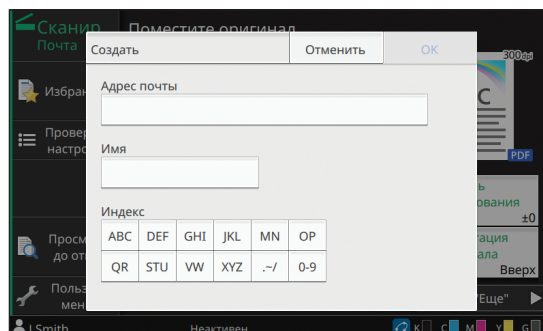 Сканир
Почта
Поместите оригинал
Создать
Отменить
OK
300dpi
Адрес почты
Избран
C
Провер
настро
PDF
Имя
ь
ования
±0
Индекс
ABC DEF GHI JKL MN OP
QR STU VW XYZ .~/ 0-9
Просм
до от
тация
ала
Вверх
Польз
мен
"Еще"
J.Smith
Неактивен
K C M Y G